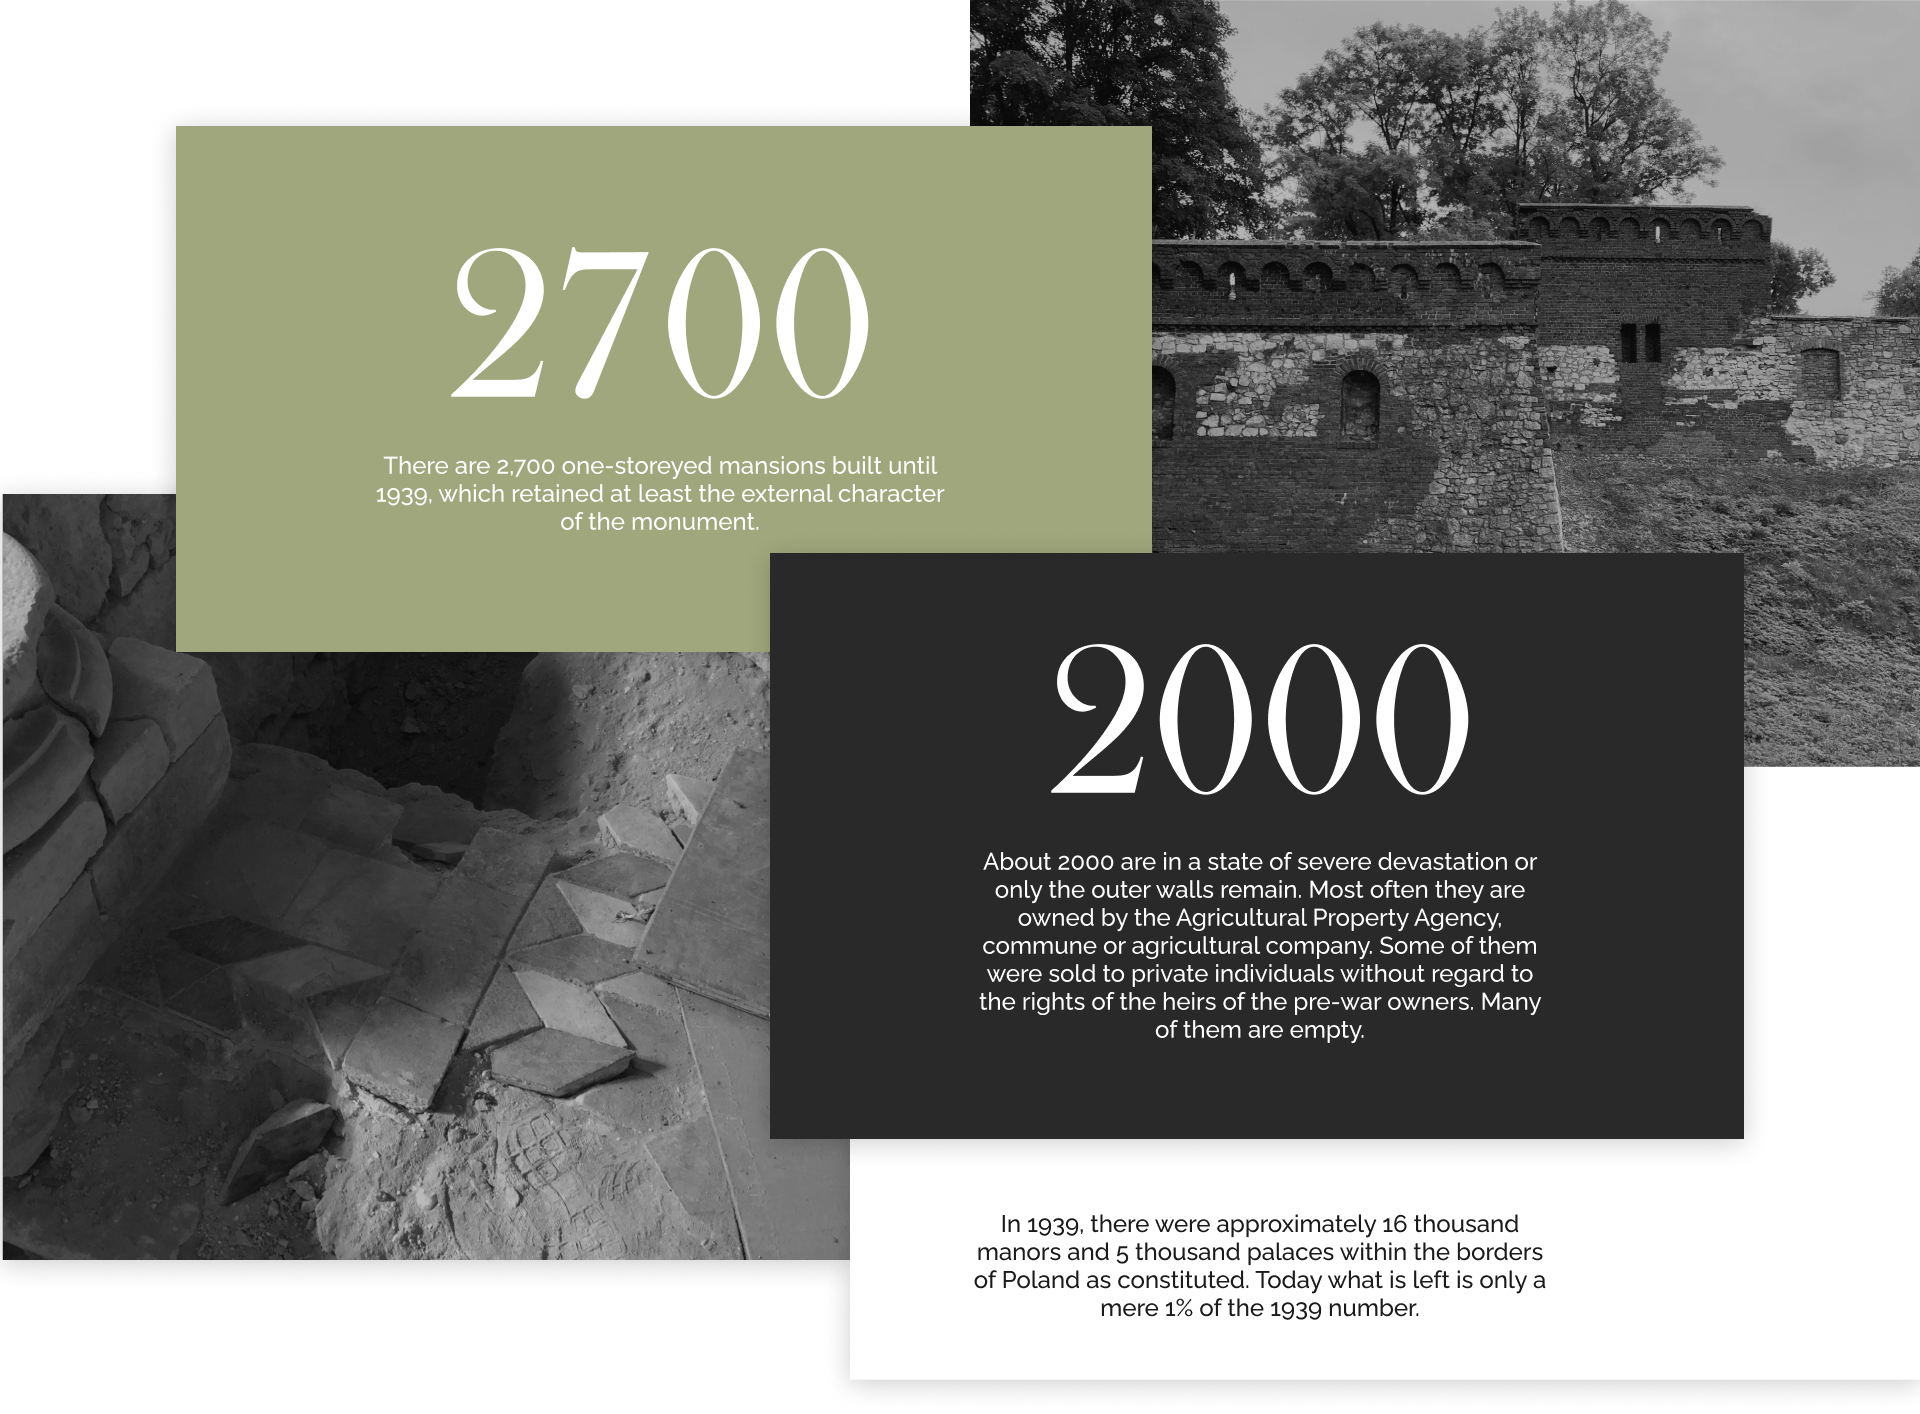 2700
There are 2,700 one-storeyed mansions built until
1939, which retained at least the external character
of the monument.
2000
About 2000 are in a state of severe devastation or
only the outer walls remain. Most often they are
owned by the Agricultural Property Agency,
commune or agricultural company. Some of them
were sold to private individuals without regard to
the rights of the heirs of the pre-war owners. Many
of them are empty.
In 1939, there were approximately 16 thousand
manors and 5 thousand palaces within the borders
of Poland as constituted. Today what is left is only a
mere 1% of the 1939 number.